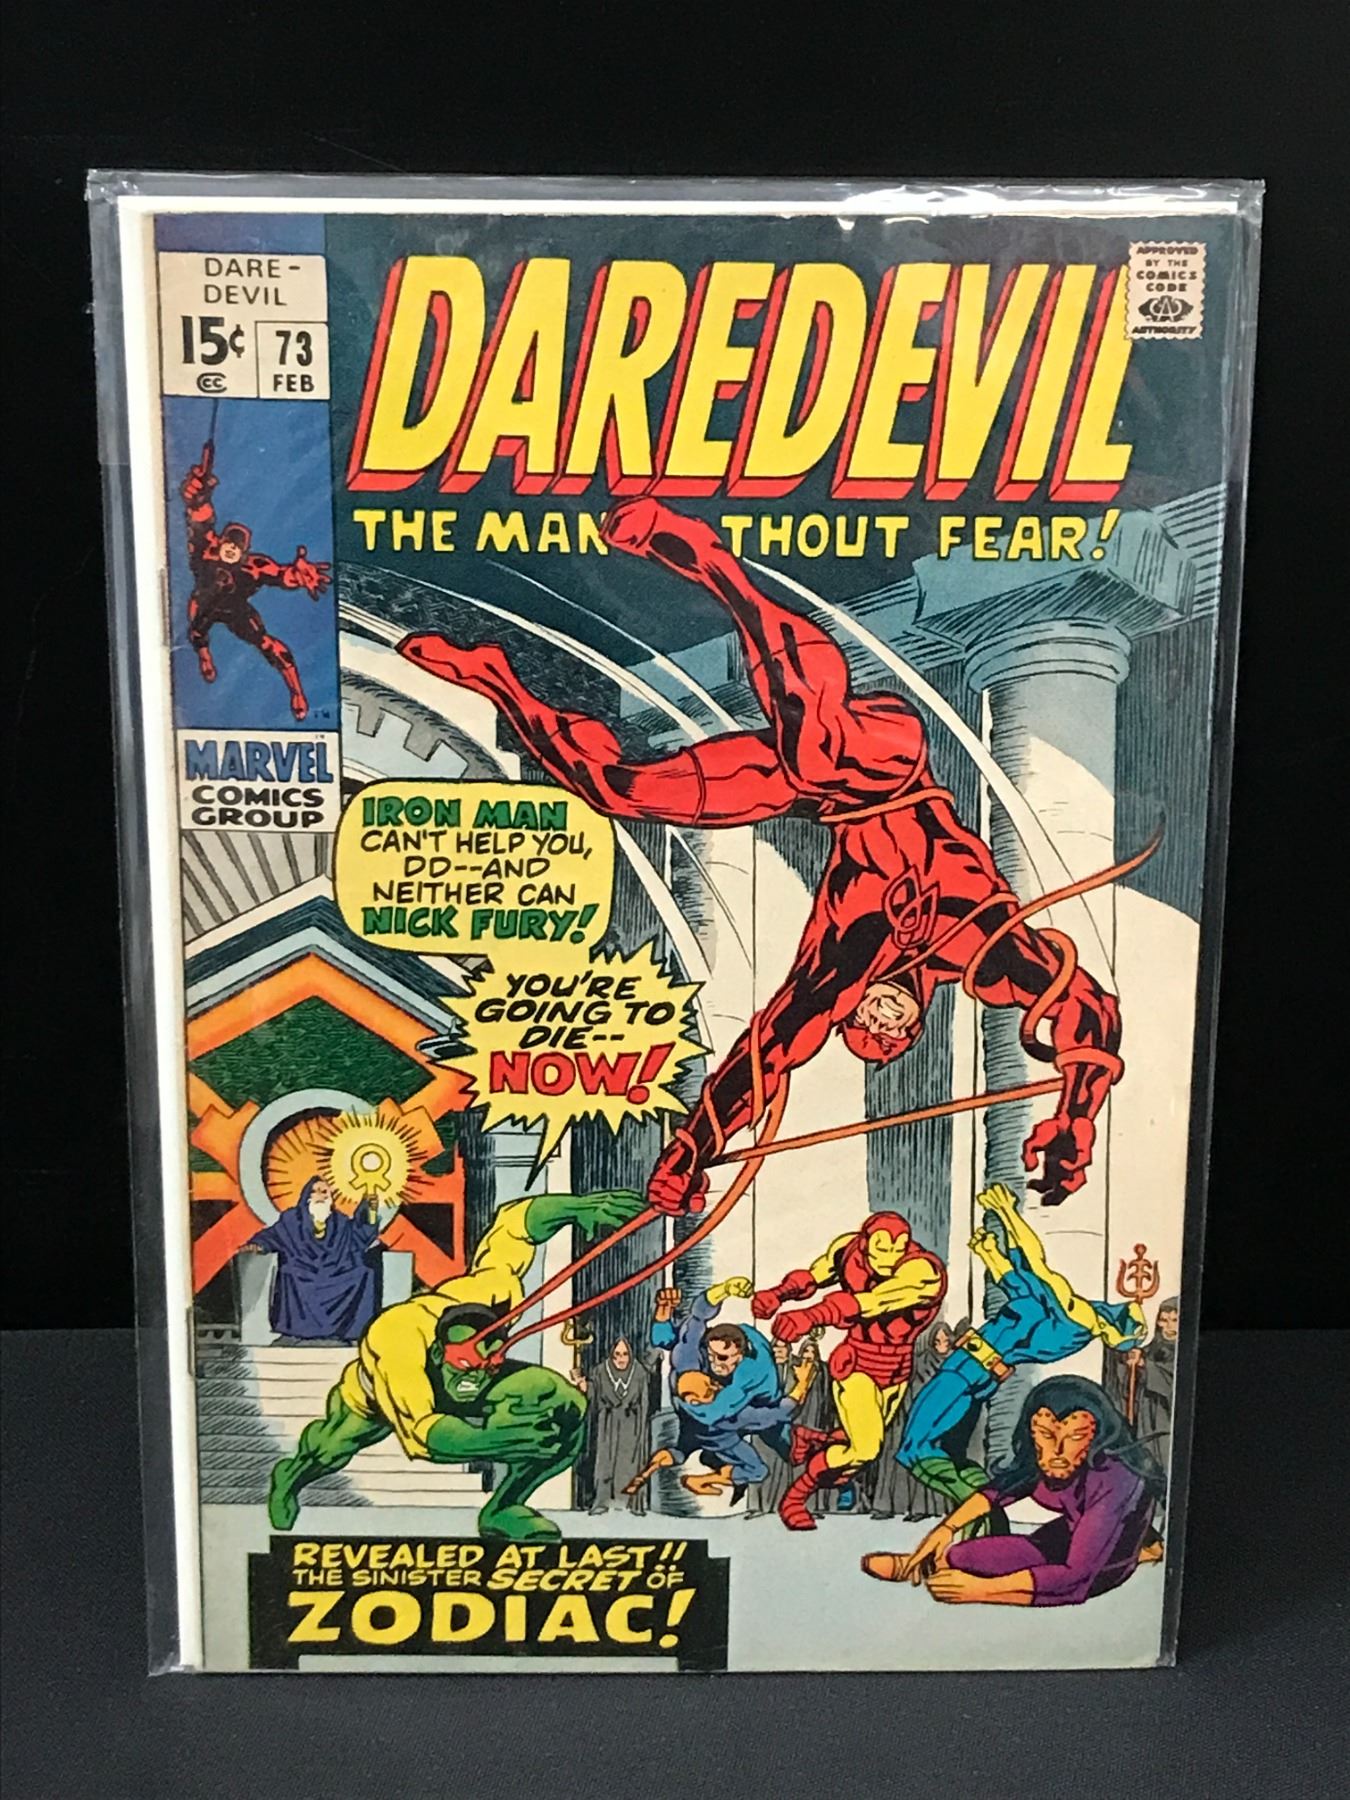 DARE-
DEVIL
15¢
CC
73
FEB
MARVEL
COMICS
GROUP
DAREDEVIL
THE MAN THOUT FEAR!
APPROVED
BY THE
COMICS
CODE
CA
AUTHORITY
IRON MAN
CAN'T HELP YOU,
DD--AND
NEITHER CAN
NICK FURY!
YOU'RE
GOING TO
DIE--
NOW!
REVEALED AT LAST!!
THE SINISTER SECRET OF
ZODIAC!